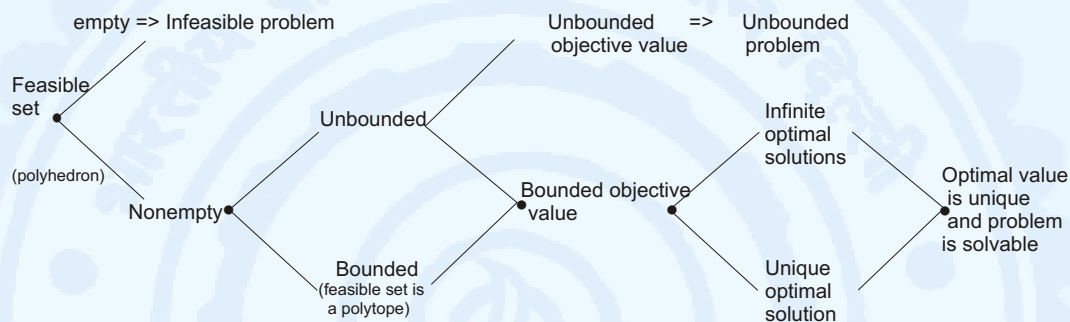 empty => Infeasible problem
Unbounded => Unbounded
objective value problem
Feasible
set
Unbounded
Infinite
optimal
solutions
(polyhedron)
Nonempty
Bounded objective
value
Optimal value
is unique
and problem
is solvable
Bounded
(feasible set is
a polytope)
Unique
optimal
solution